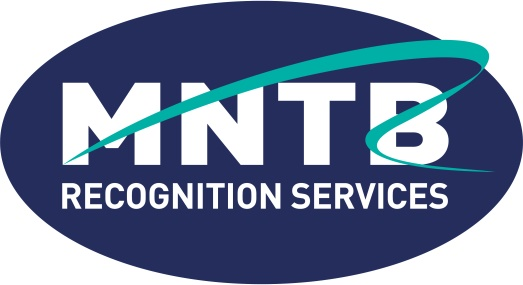 MNTB
RECOGNITION SERVICES